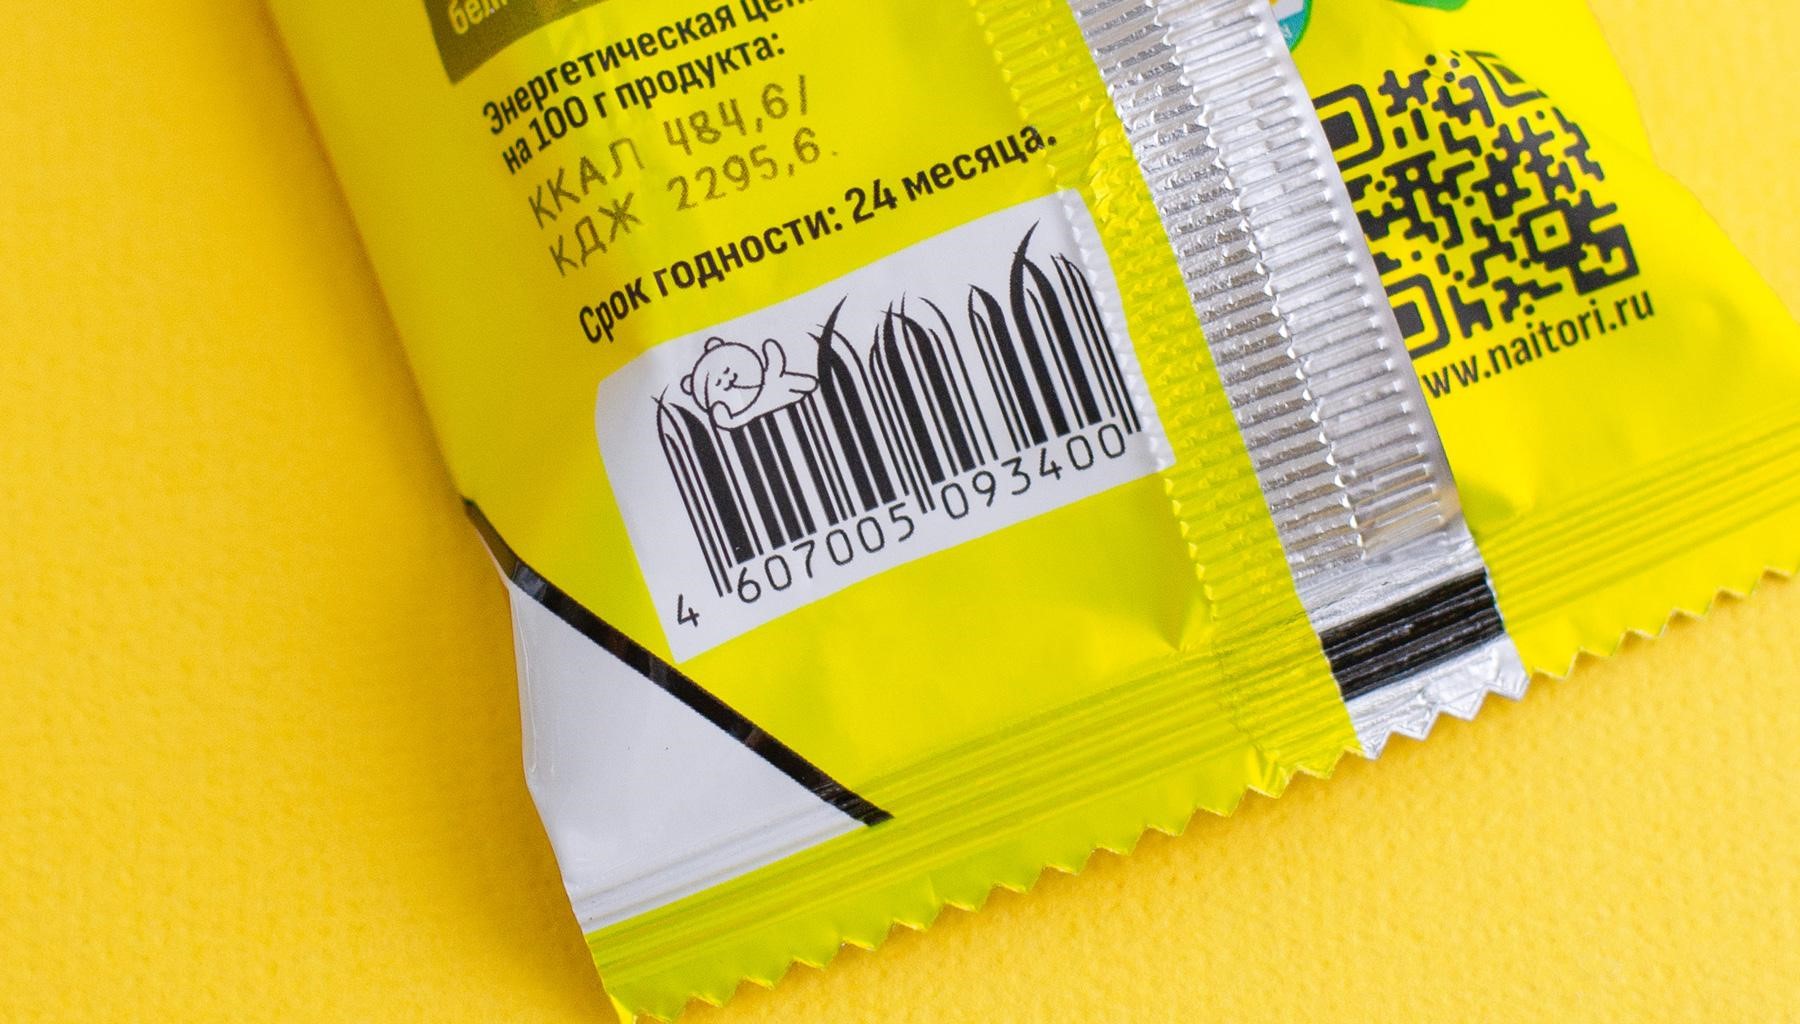 Энергетическая
на 100 г продукта:
ККАЛ 484,6/
КДЖ 2295,6.
Срок годности: 24 месяца.
4 607005 093400
www.naitori.ru